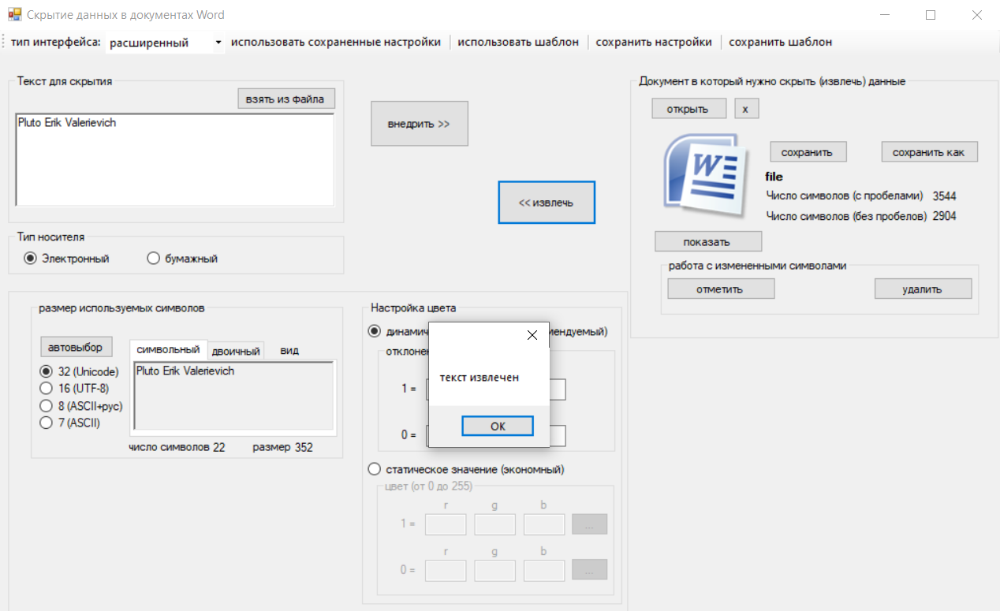 Скрытие данных в документах Word
тип интерфейса: расширенный использовать сохраненные настройки использовать шаблон сохранить настройки сохранить шаблон
Текст для скрытия
взять из файла
Pluto Erik Valerievich
внедрить >>
<< извлечь
Документ в который нужно скрыть (извлечь) данные
открыть x
W
сохранить сохранить как
file
Число символов (с пробелами) 3544
Число символов (без пробелов) 2904
показать
работа с измененными символами
отметить удалить
Тип носителя
Электронный бумажный
размер используемых символов
автовыбор
символьный двоичный вид
32 (Unicode)
16 (UTF-8)
8 (ASCII+рус)
7 (ASCII)
Pluto Erik Valerievich
число символов 22 размер 352
Настройка цвета
1 =
0 =
текст извлечен
OK
статическое значение (экономный)
цвет (от 0 до 255)
r g b
1 = ...
r g b
0 = ...